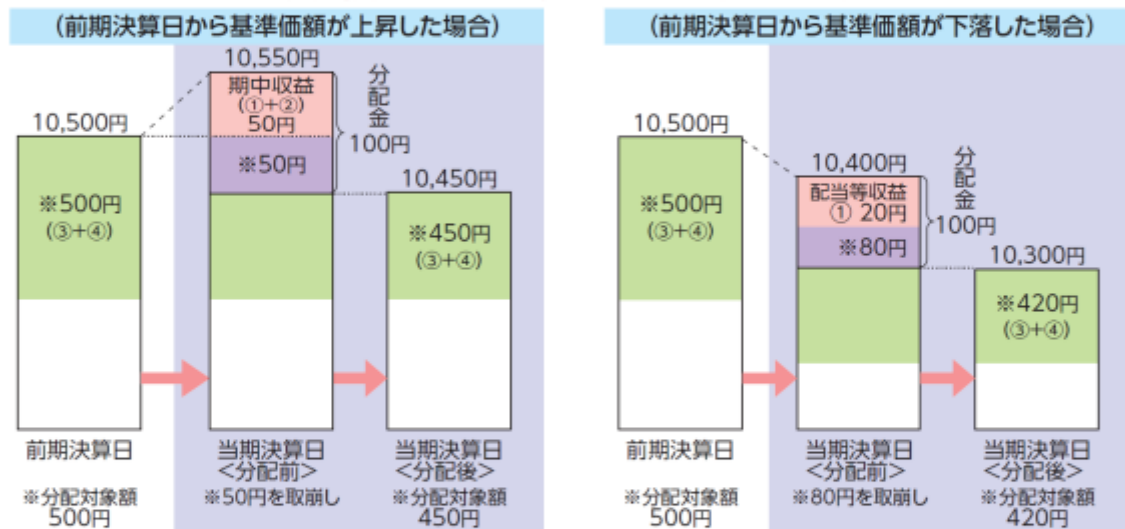 (前期決算日から基準価額が上昇した場合)
10,550円
期中収益
(①+②)
50円
※50円
分配金
100円
10,500円
※500円
(③+④)
10,450円
※450円
(③+④)
前期決算日
当期決算日
<分配前>
当期決算日
<分配後>
※分配対象額
500円
※50円を取崩し
※分配対象額
450円
(前期決算日から基準価額が下落した場合)
10,500円
※500円
(③+④)
10,400円
配当等収益
① 20円
※80円
分配金
100円
10,300円
※420円
(③+④)
前期決算日
当期決算日
<分配前>
当期決算日
<分配後>
※分配対象額
500円
※80円を取崩し
※分配対象額
420円